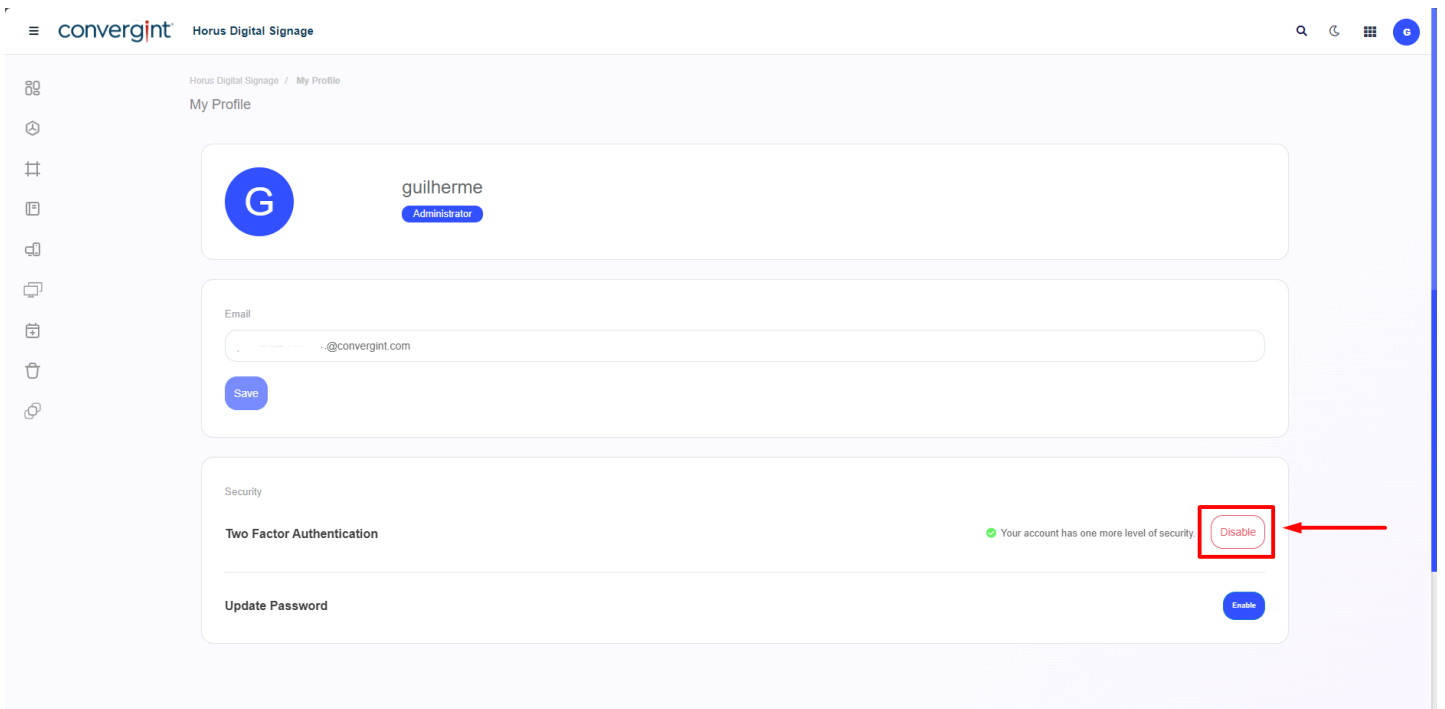 convergint Horus Digital Signage G
Horus Digital Signage / My Profile
My Profile
G
guilherme
Administrator
Email
@convergint.com
Save
Security
Two Factor Authentication Your account has one more level of security. Disable
Update Password Enable